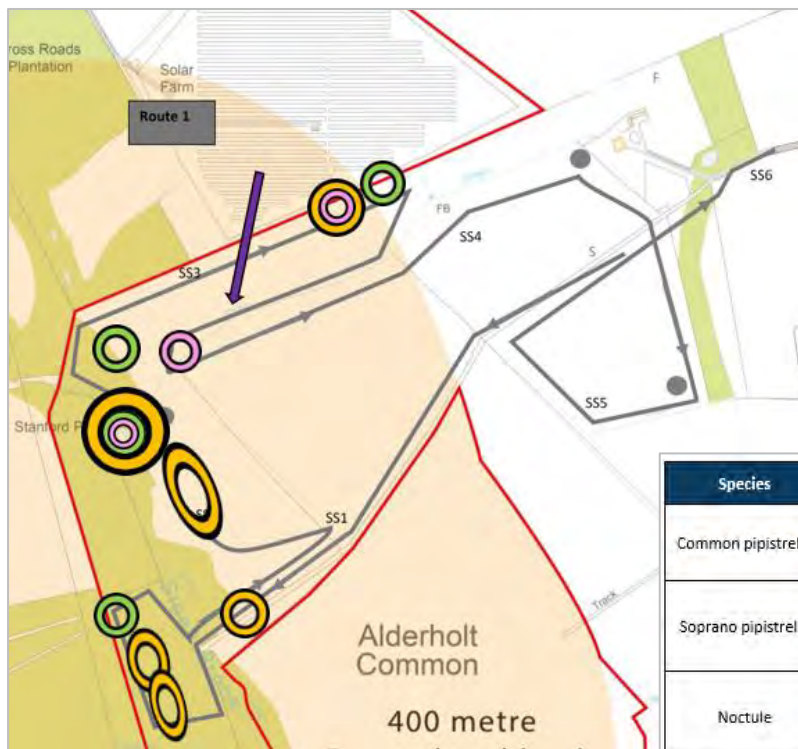 ross Roads
Plantation
Solar
Farm
Route 1
F
SS6
FB
SS4
SS3
S
Stanford P
SS5
SS1
Species
Common pipistrel
Soprano pipistrel
Noctule
Track
Alderholt
Common
400 metre